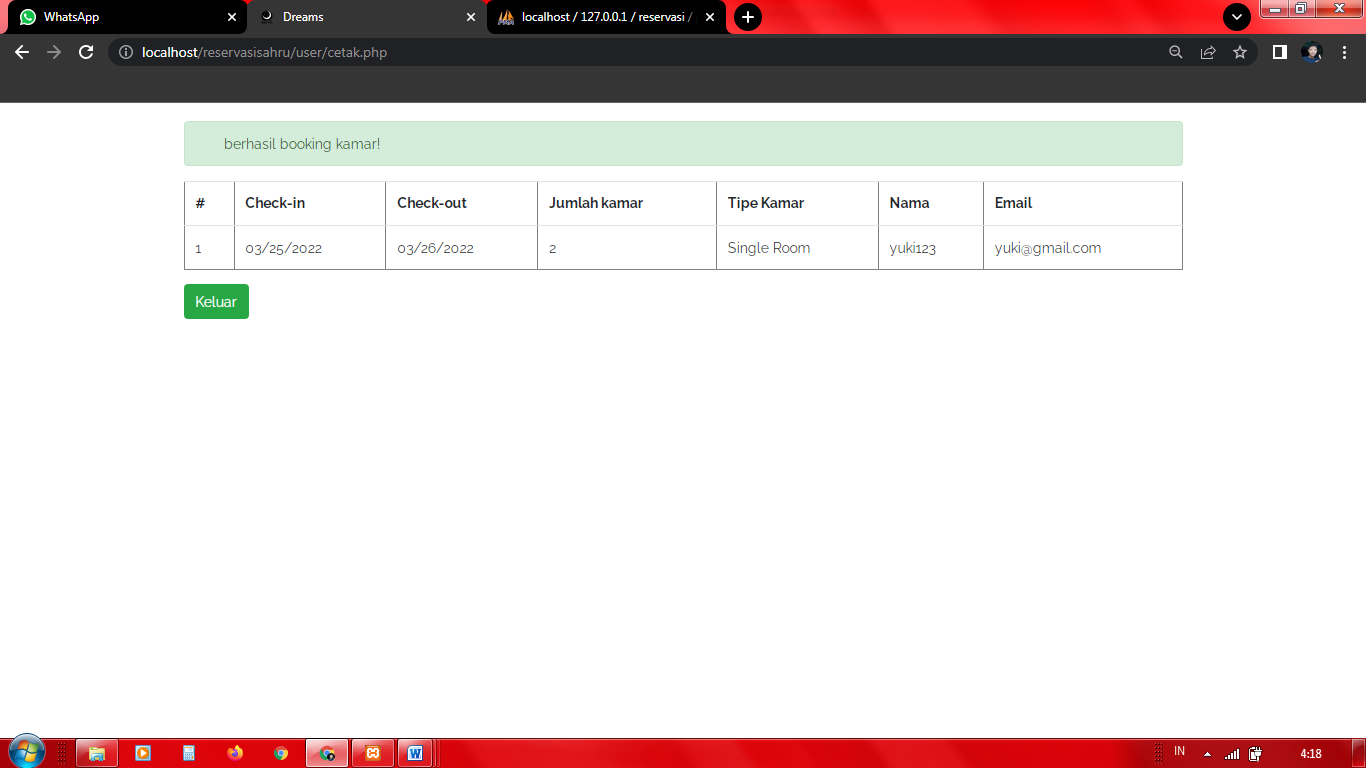 WhatsApp
Dreams
localhost / 127.0.0.1 / reservasi /
localhost/reservasisahru/user/cetak.php
berhasil booking kamar!
# Check-in Check-out Jumlah kamar Tipe Kamar Nama Email
1 03/25/2022 03/26/2022 2 Single Room yuki123 yuki@gmail.com
Keluar
IN 4:18